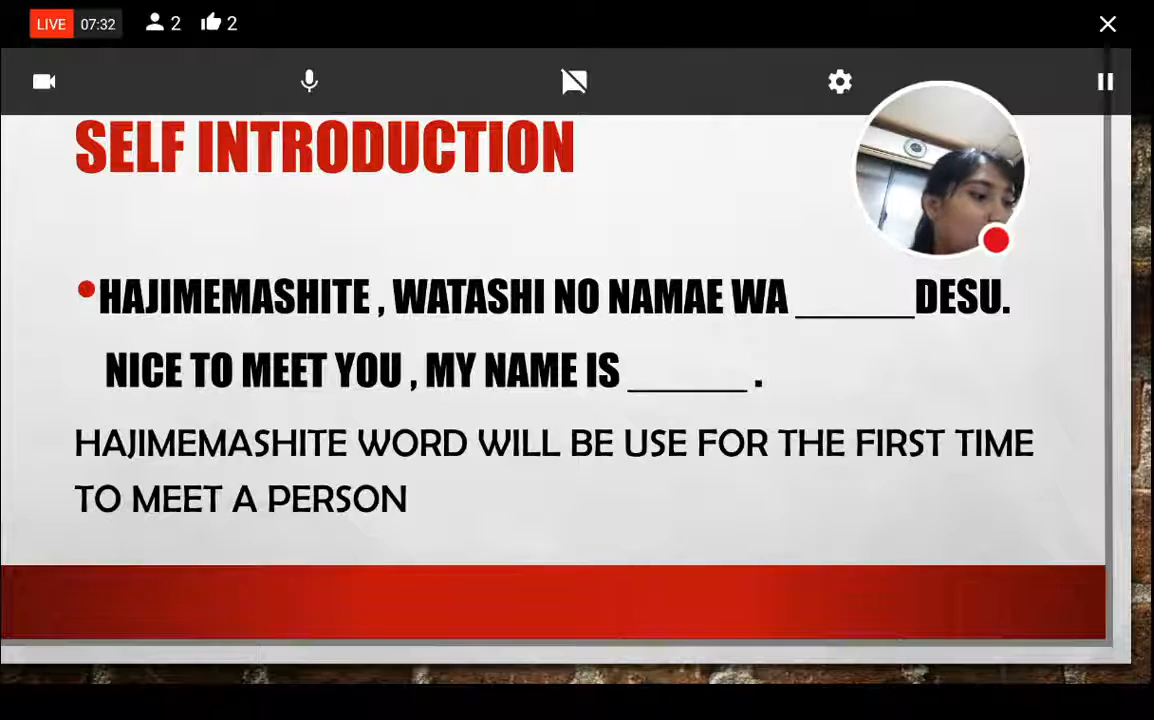 LIVE 07:32 2 2
SELF INTRODUCTION
•HAJIMEMASHITE , WATASHI NO NAMAE WA ______DESU.
NICE TO MEET YOU , MY NAME IS ______ .
HAJIMEMASHITE WORD WILL BE USE FOR THE FIRST TIME
TO MEET A PERSON